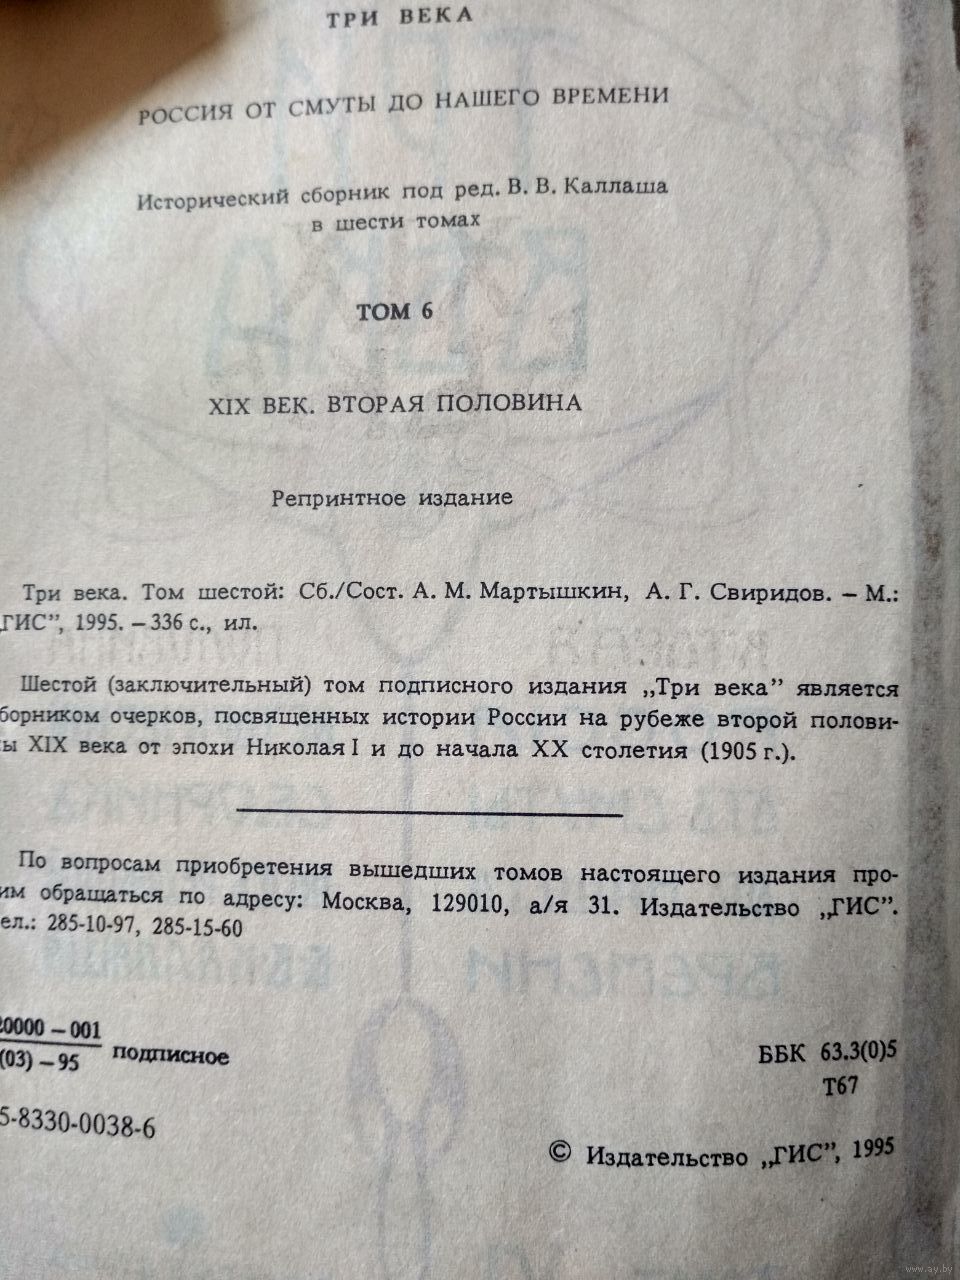 ТРИ ВЕКА
РОССИЯ ОТ СМУТЫ ДО НАШЕГО ВРЕМЕНИ
Исторический сборник под ред. В. В. Каллаша
в шести томах
ТОМ 6
XIX ВЕК. ВТОРАЯ ПОЛОВИНА
Репринтное издание
Три века. Том шестой: Сб./Сост. А. М. Мартышкин, А. Г. Свиридов. – М.:
„ГИС”, 1995. – 336 с., ил.
Шестой (заключительный) том подписного издания „Три века” является
борником очерков, посвященных истории России на рубеже второй полови-
ы XIX века от эпохи Николая I и до начала XX столетия (1905 г.).
По вопросам приобретения вышедших томов настоящего издания про-
им обращаться по адресу: Москва, 129010, а/я 31. Издательство „ГИС”.
ел.: 285-10-97, 285-15-60
0000 – 001
(03) – 95 подписное
ББК 63.3(0)5
Т67
5-8330-0038-6
© Издательство „ГИС”, 1995
www.ay.by